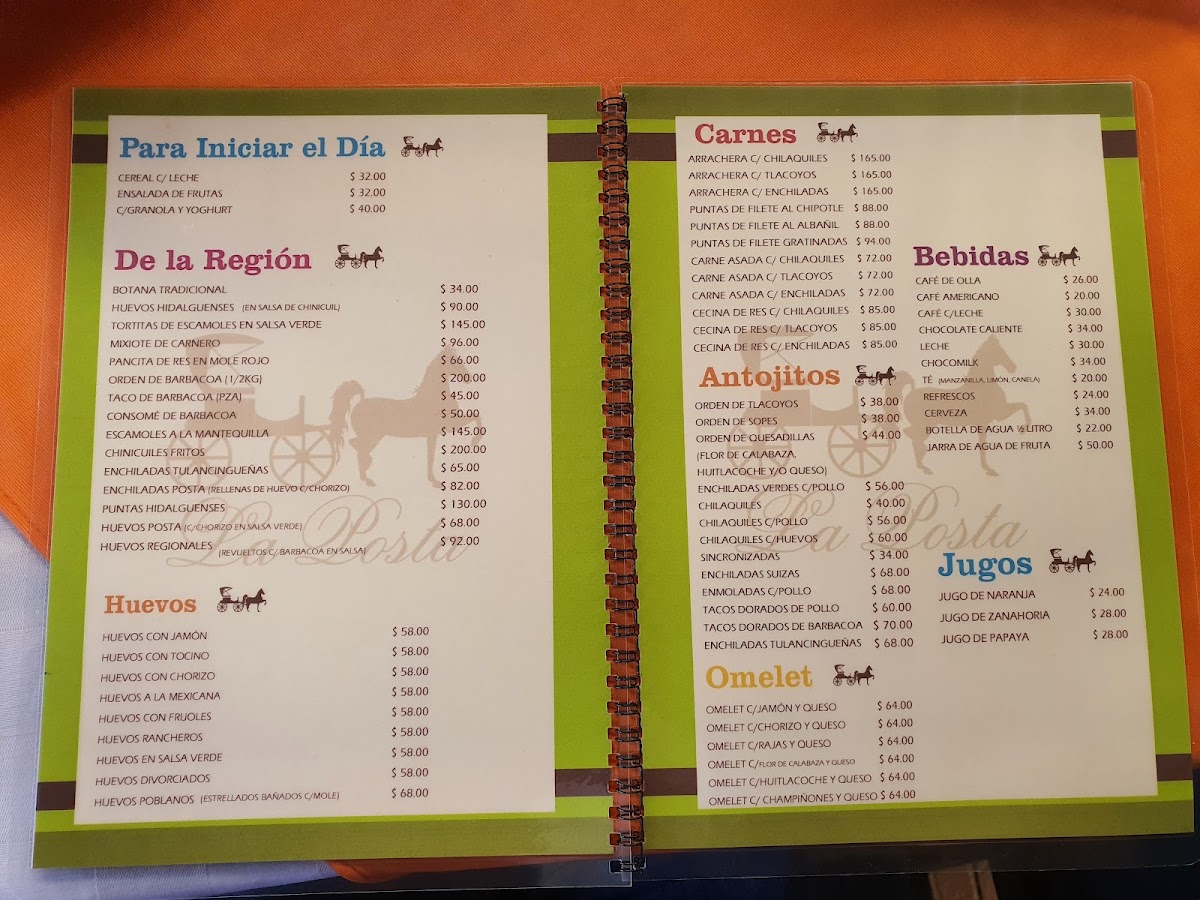 Para Iniciar el Día
CEREAL C/ LECHE $ 32.00
ENSALADA DE FRUTAS $ 32.00
C/GRANOLA Y YOGHURT $ 40.00
De la Región
BOTANA TRADICIONAL $ 34.00
HUEVOS HIDALGUENSES (EN SALSA DE CHINICUIL) $ 90.00
TORTITAS DE ESCAMOLES EN SALSA VERDE $ 145.00
MIXIOTE DE CARNERO $ 96.00
PANCITA DE RES EN MOLE ROJO $ 66.00
ORDEN DE BARBACOA (1/2KG) $ 200.00
TACO DE BARBACOA (PZA) $ 45.00
CONSOMÉ DE BARBACOA $ 50.00
ESCAMOLES A LA MANTEQUILLA $ 145.00
CHINICUILES FRITOS $ 200.00
ENCHILADAS TULANCINGUEÑAS $ 65.00
ENCHILADAS POSTA (RELLENAS DE HUEVO C/CHORIZO) $ 82.00
PUNTAS HIDALGUENSES $ 130.00
HUEVOS POSTA (C/CHORIZO EN SALSA VERDE) $ 68.00
HUEVOS REGIONALES (REVUELTOS C/ BARBACOA EN SALSA) $ 92.00
La Posta
Huevos
HUEVOS CON JAMÓN $ 58.00
HUEVOS CON TOCINO $ 58.00
HUEVOS CON CHORIZO $ 58.00
HUEVOS A LA MEXICANA $ 58.00
HUEVOS CON FRIJOLES $ 58.00
HUEVOS RANCHEROS $ 58.00
HUEVOS EN SALSA VERDE $ 58.00
HUEVOS DIVORCIADOS $ 58.00
HUEVOS POBLANOS (ESTRELLADOS BAÑADOS C/MOLE) $ 68.00
Carnes
ARRACHERA C/ CHILAQUILES $ 165.00
ARRACHERA C/ TLACOYOS $ 165.00
ARRACHERA C/ ENCHILADAS $ 165.00
PUNTAS DE FILETE AL CHIPOTLE $ 88.00
PUNTAS DE FILETE AL ALBAÑIL $ 88.00
PUNTAS DE FILETE GRATINADAS $ 94.00
CARNE ASADA C/ CHILAQUILES $ 72.00
CARNE ASADA C/ TLACOYOS $ 72.00
CARNE ASADA C/ ENCHILADAS $ 72.00
CECINA DE RES C/ CHILAQUILES $ 85.00
CECINA DE RES C/ TLACOYOS $ 85.00
CECINA DE RES C/ ENCHILADAS $ 85.00
Antojitos
ORDEN DE TLACOYOS $ 38.00
ORDEN DE SOPES $ 38.00
ORDEN DE QUESADILLAS $ 44.00
(FLOR DE CALABAZA,
HUITLACOCHE Y/O QUESO)
ENCHILADAS VERDES C/POLLO $ 56.00
CHILAQUILES $ 40.00
CHILAQUILES C/POLLO $ 56.00
CHILAQUILES C/HUEVOS $ 60.00
SINCRONIZADAS $ 34.00
ENCHILADAS SUIZAS $ 68.00
ENMOLADAS C/POLLO $ 68.00
TACOS DORADOS DE POLLO $ 60.00
TACOS DORADOS DE BARBACOA $ 70.00
ENCHILADAS TULANCINGUEÑAS $ 68.00
Omelet
OMELET C/JAMÓN Y QUESO $ 64.00
OMELET C/CHORIZO Y QUESO $ 64.00
OMELET C/RAJAS Y QUESO $ 64.00
OMELET C/FLOR DE CALABAZA Y QUESO $ 64.00
OMELET C/HUITLACOCHE Y QUESO $ 64.00
OMELET C/ CHAMPIÑONES Y QUESO $ 64.00
Bebidas
CAFÉ DE OLLA $ 26.00
CAFÉ AMERICANO $ 20.00
CAFÉ C/LECHE $ 30.00
CHOCOLATE CALIENTE $ 34.00
LECHE $ 30.00
CHOCOMILK $ 34.00
TÉ (MANZANILLA, LIMÓN, CANELA) $ 20.00
REFRESCOS $ 24.00
CERVEZA $ 34.00
BOTELLA DE AGUA ½ LITRO $ 22.00
JARRA DE AGUA DE FRUTA $ 50.00
La Posta
Jugos
JUGO DE NARANJA $ 24.00
JUGO DE ZANAHORIA $ 28.00
JUGO DE PAPAYA $ 28.00